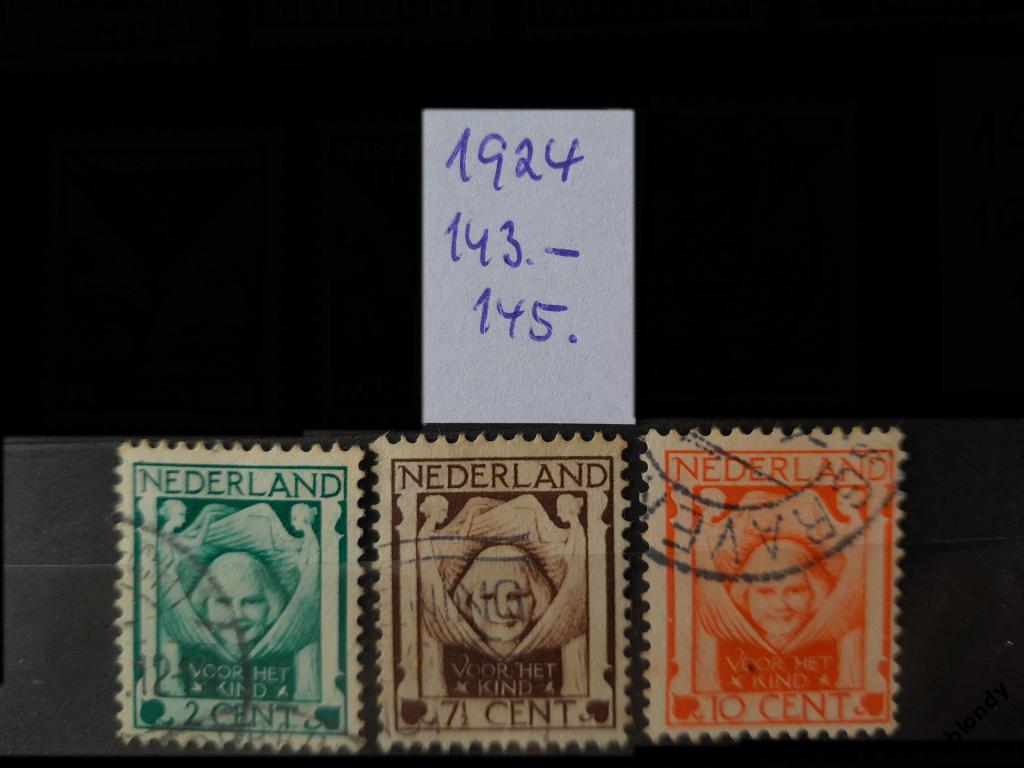 1924
143.-
145.
NEDERLAND
VOOR HET
KIND
2 CENT
NEDERLAND
VOOR HET
KIND
7½ CENT
NEDERLAND
VOOR HET
KIND
10 CENT
blondy